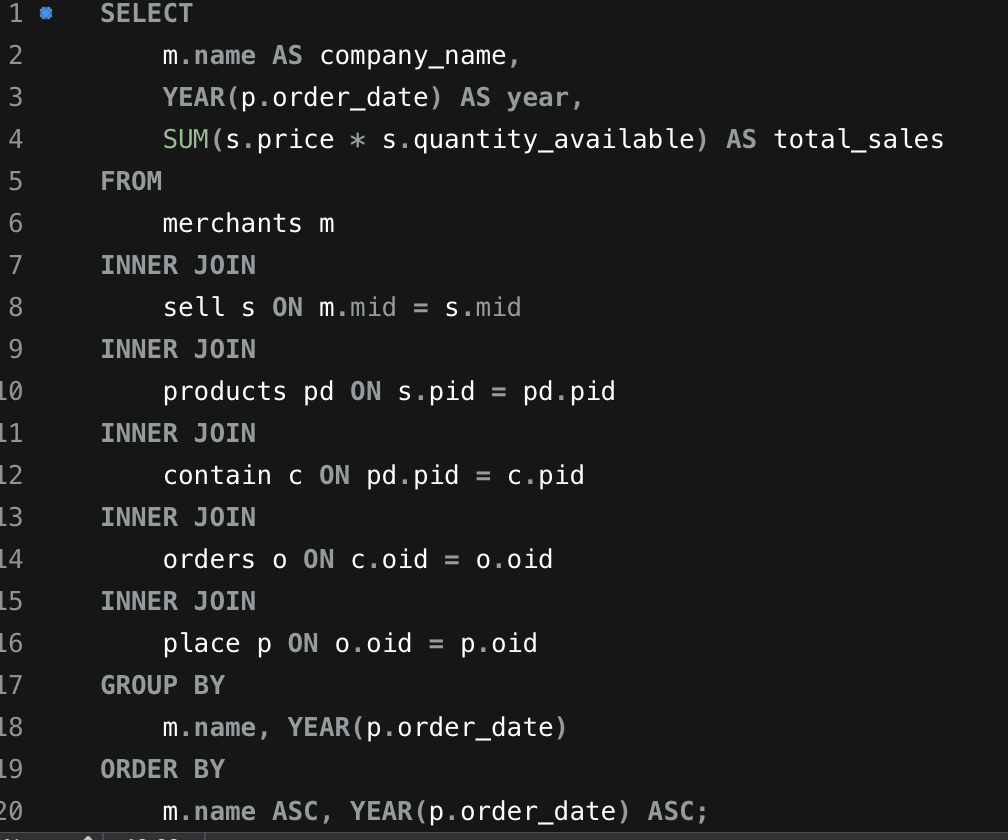 1 SELECT
2 m.name AS company_name,
3 YEAR(p.order_date) AS year,
4 SUM(s.price * s.quantity_available) AS total_sales
5 FROM
6 merchants m
7 INNER JOIN
8 sell s ON m.mid = s.mid
9 INNER JOIN
10 products pd ON s.pid = pd.pid
11 INNER JOIN
12 contain c ON pd.pid = c.pid
13 INNER JOIN
14 orders o ON c.oid = o.oid
15 INNER JOIN
16 place p ON o.oid = p.oid
17 GROUP BY
18 m.name, YEAR(p.order_date)
19 ORDER BY
20 m.name ASC, YEAR(p.order_date) ASC;